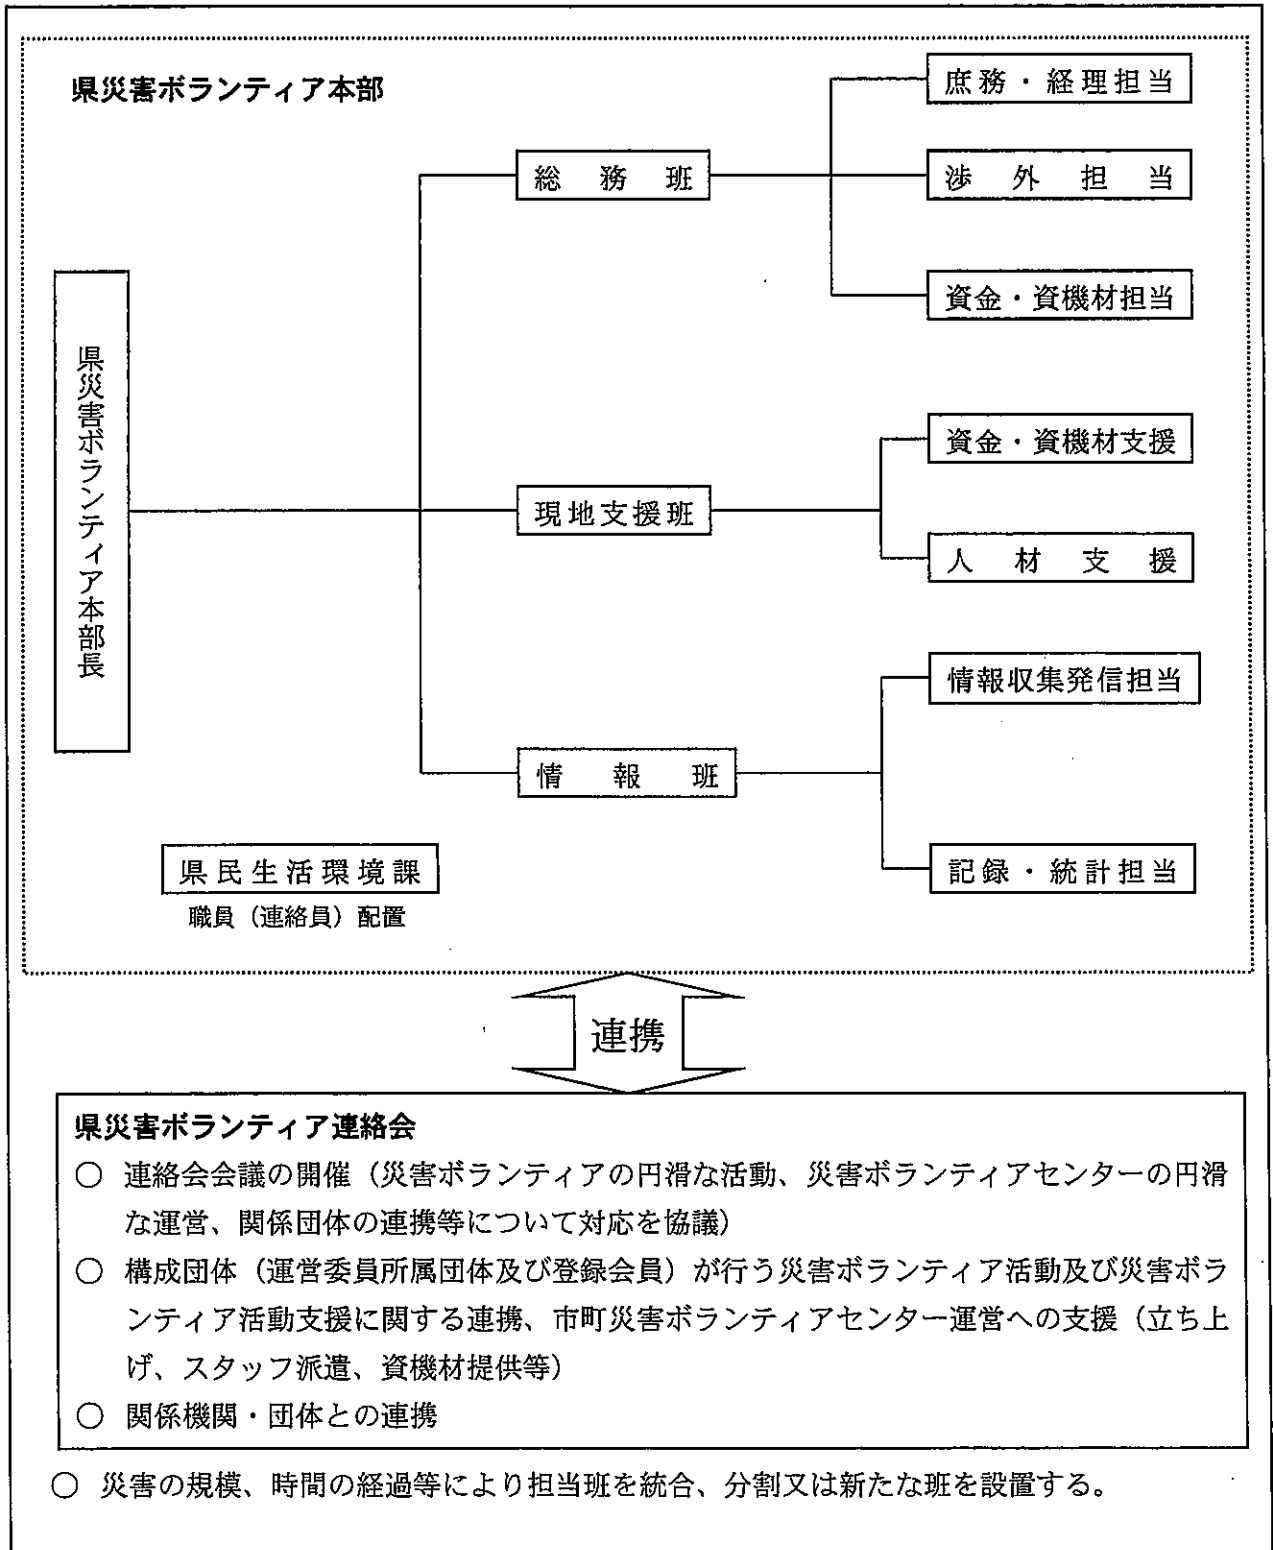 県災害ボランティア本部
県災害ボランティア本部長
総務班
庶務・経理担当
渉外担当
資金・資機材担当
現地支援班
資金・資機材支援
人材支援
情報班
情報収集発信担当
記録・統計担当
県民生活環境課
職員（連絡員）配置
連携
県災害ボランティア連絡会
○ 連絡会会議の開催（災害ボランティアの円滑な活動、災害ボランティアセンターの円滑
な運営、関係団体の連携等について対応を協議）
○ 構成団体（運営委員所属団体及び登録会員）が行う災害ボランティア活動及び災害ボラ
ンティア活動支援に関する連携、市町災害ボランティアセンター運営への支援（立ち上
げ、スタッフ派遣、資機材提供等）
○ 関係機関・団体との連携
○ 災害の規模、時間の経過等により担当班を統合、分割又は新たな班を設置する。